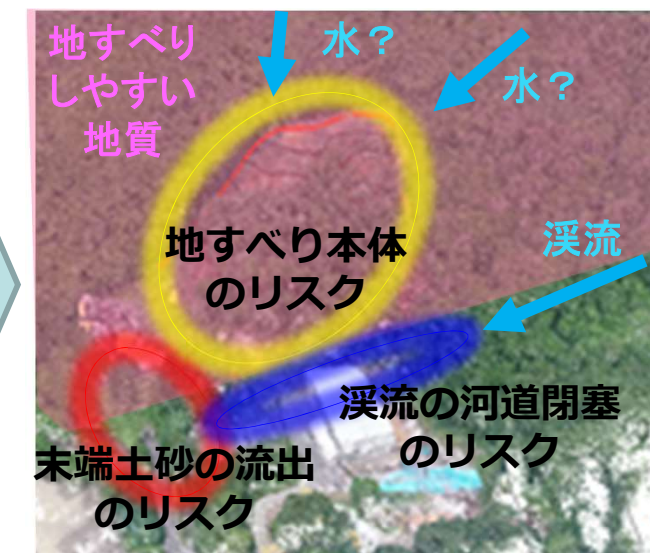 地すべり
しやすい
地質
水？
水？
渓流
地すべり本体
のリスク
渓流の河道閉塞
のリスク
末端土砂の流出
のリスク